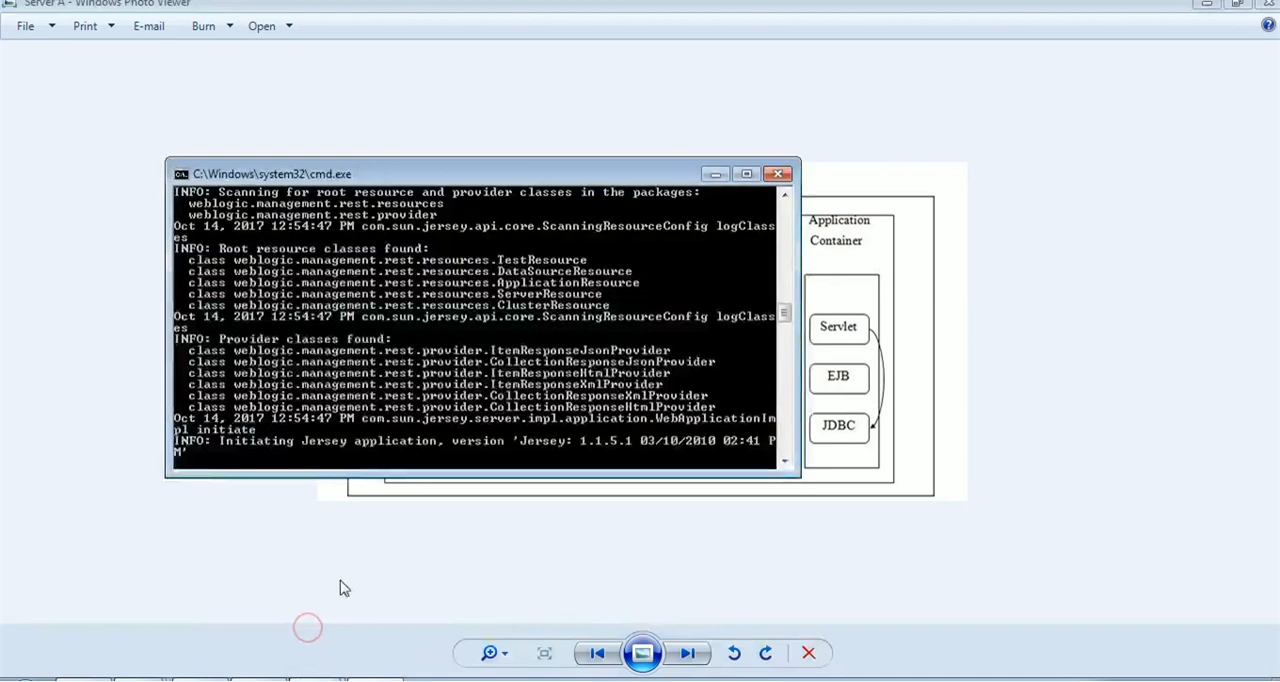 Server A - Windows Photo Viewer
File Print E-mail Burn Open
C:\Windows\system32\cmd.exe
INFO: Scanning for root resource and provider classes in the packages:
weblogic.management.rest.resources
weblogic.management.rest.provider
Oct 14, 2017 12:54:47 PM com.sun.jersey.api.core.ScanningResourceConfig logClass
es
INFO: Root resource classes found:
class weblogic.management.rest.resources.TestResource
class weblogic.management.rest.resources.DataSourceResource
class weblogic.management.rest.resources.ApplicationResource
class weblogic.management.rest.resources.ServerResource
class weblogic.management.rest.resources.ClusterResource
Oct 14, 2017 12:54:47 PM com.sun.jersey.api.core.ScanningResourceConfig logClass
es
INFO: Provider classes found:
class weblogic.management.rest.provider.ItemResponseJsonProvider
class weblogic.management.rest.provider.CollectionResponseJsonProvider
class weblogic.management.rest.provider.ItemResponseHtmlProvider
class weblogic.management.rest.provider.ItemResponseXmlProvider
class weblogic.management.rest.provider.CollectionResponseXmlProvider
class weblogic.management.rest.provider.CollectionResponseHtmlProvider
Oct 14, 2017 12:54:47 PM com.sun.jersey.server.impl.application.WebApplicationIm
pl initiate
INFO: Initiating Jersey application, version 'Jersey: 1.1.5.1 03/10/2010 02:41 P
M'
Application
Container
Servlet
EJB
JDBC